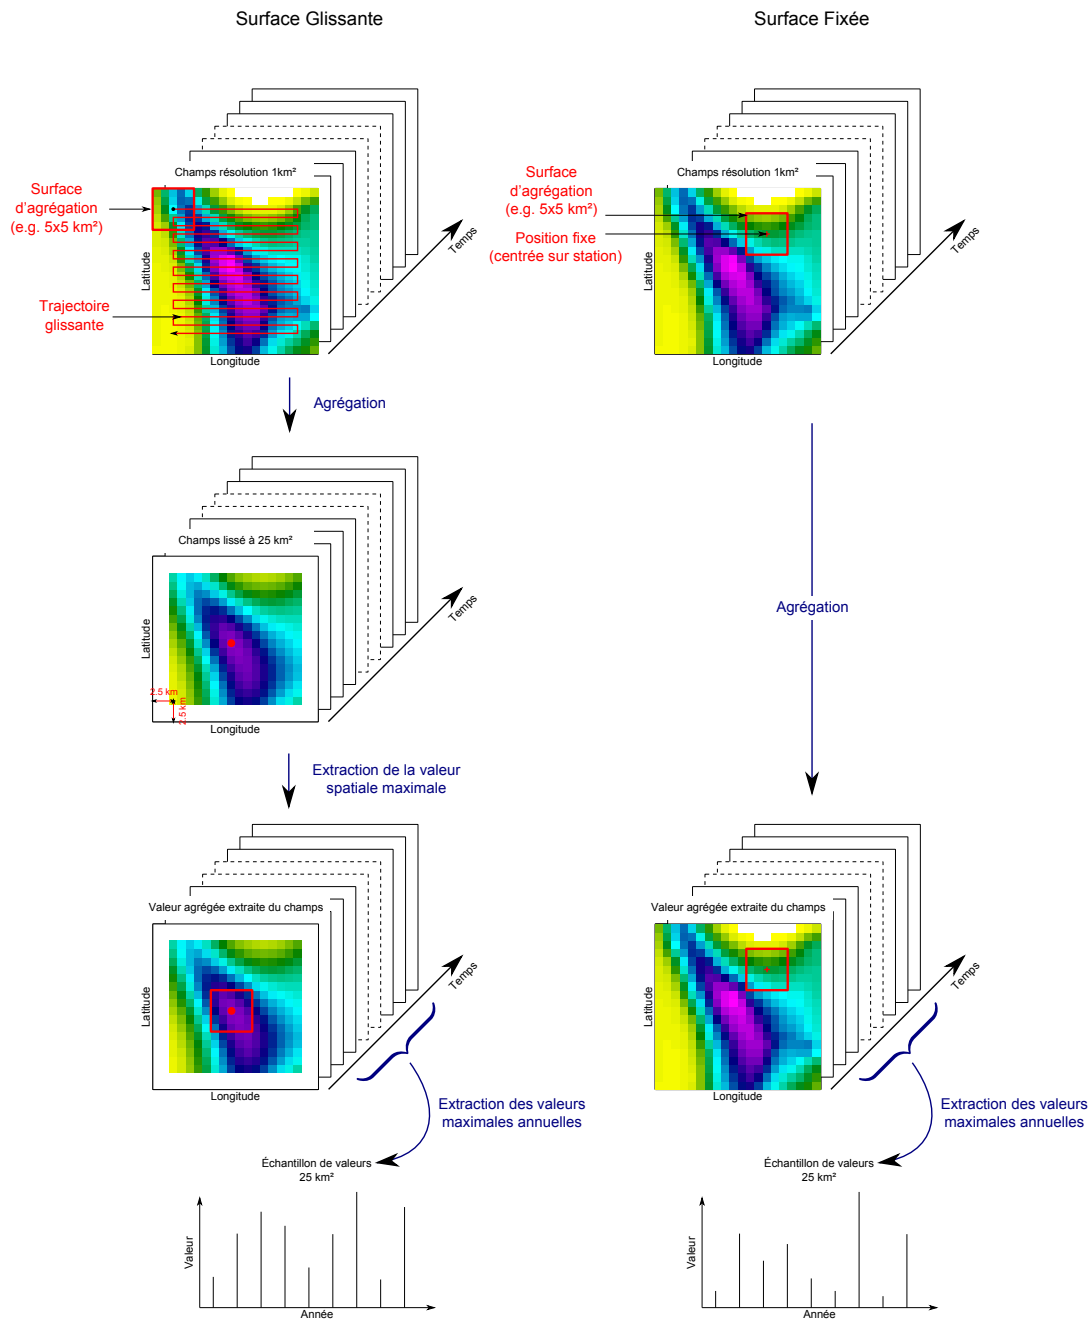 Surface Glissante
Surface Fixée
Champs résolution 1km²
Surface
d'agrégation
(e.g. 5x5 km²)
Trajectoire
glissante
Latitude
Longitude
Temps
Champs résolution 1km²
Surface
d'agrégation
(e.g. 5x5 km²)
Position fixe
(centrée sur station)
Latitude
Longitude
Temps
Agrégation
Champs lissé à 25 km²
Latitude
2.5 km
2.5 km
Longitude
Temps
Agrégation
Extraction de la valeur
spatiale maximale
Valeur agrégée extraite du champs
Latitude
Longitude
Temps
Valeur agrégée extraite du champs
Latitude
Longitude
Temps
Extraction des valeurs
maximales annuelles
Extraction des valeurs
maximales annuelles
Échantillon de valeurs
25 km²
Valeur
Année
Échantillon de valeurs
25 km²
Valeur
Année